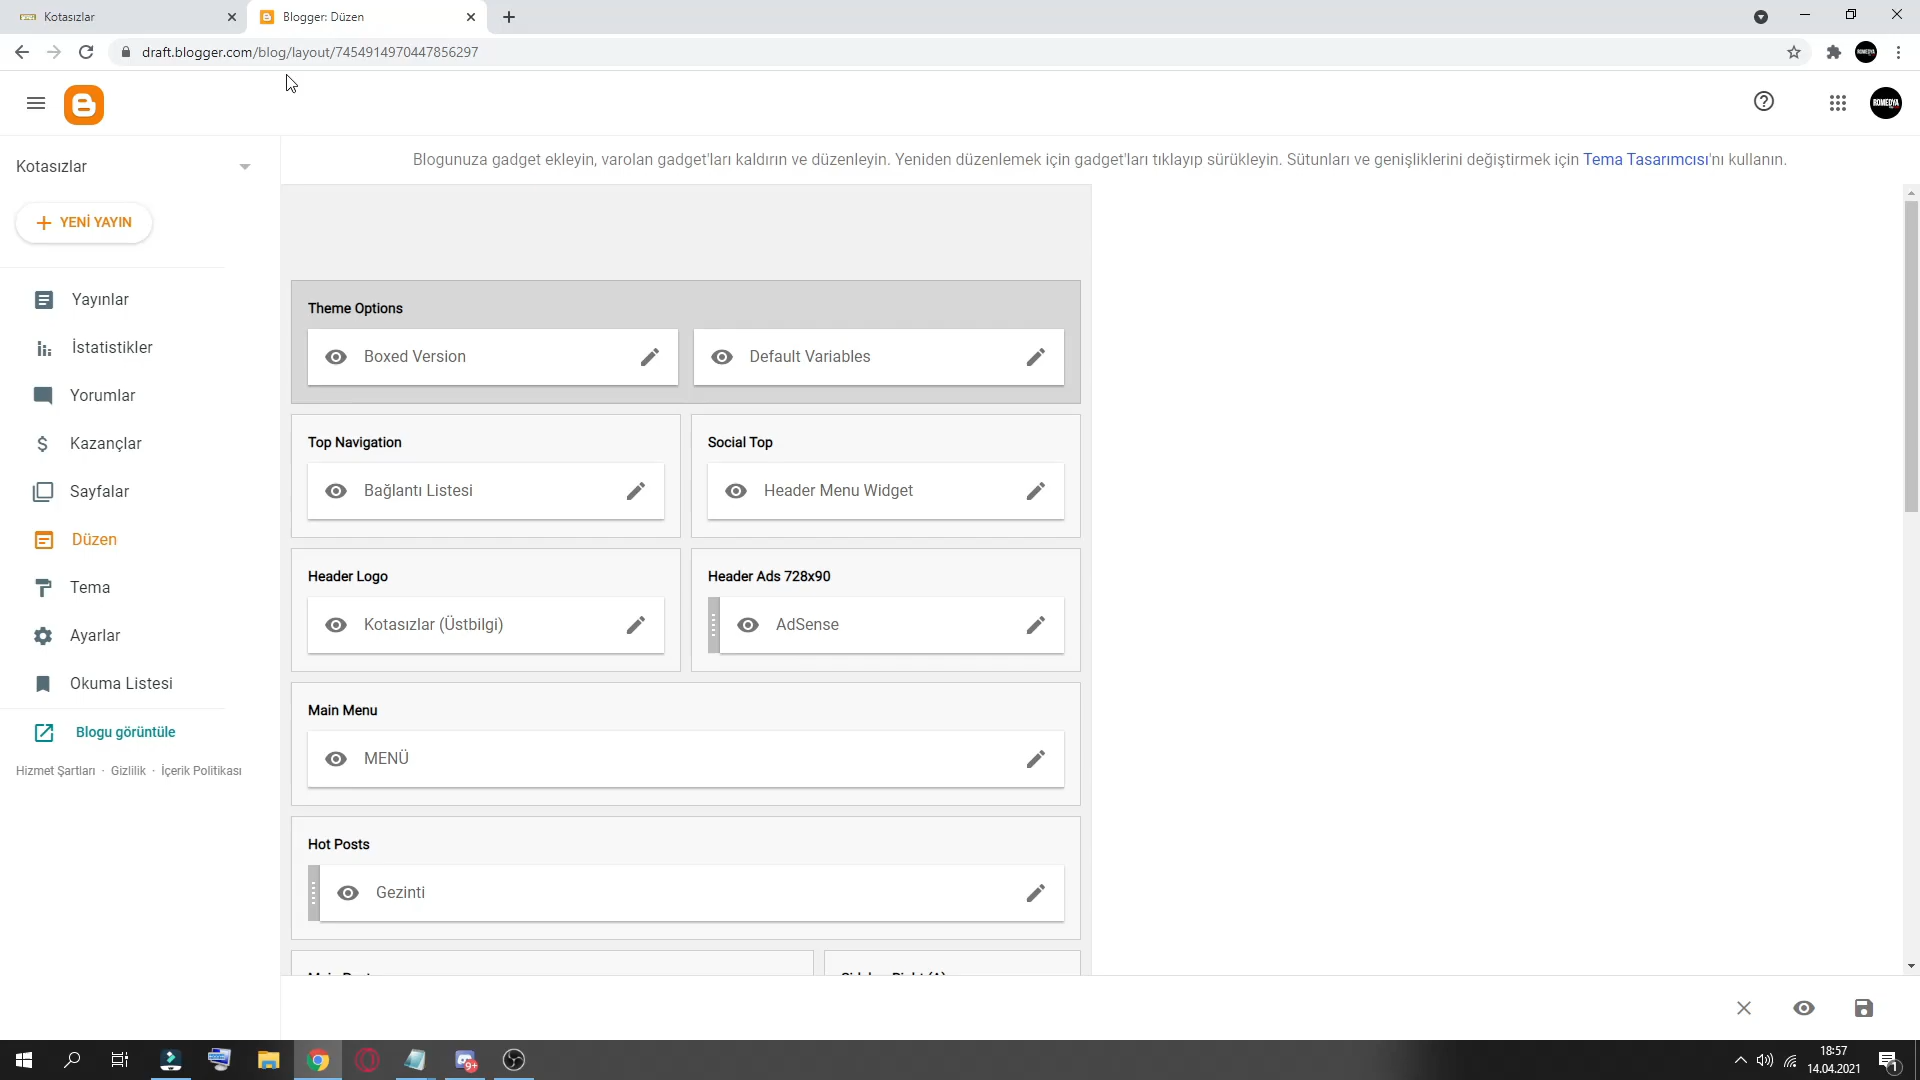 Kotasızlar
Blogger: Düzen
draft.blogger.com/blog/layout/7454914970447856297
ROMEDYA
Kotasızlar
YENİ YAYIN
Yayınlar
İstatistikler
Yorumlar
Kazançlar
Sayfalar
Düzen
Tema
Ayarlar
Okuma Listesi
Blogu görüntüle
Hizmet Şartları · Gizlilik · İçerik Politikası
Blogunuza gadget ekleyin, varolan gadget'ları kaldırın ve düzenleyin. Yeniden düzenlemek için gadget'ları tıklayıp sürükleyin. Sütunları ve genişliklerini değiştirmek için Tema Tasarımcısı'nı kullanın.
Theme Options
Boxed Version
Default Variables
Top Navigation
Bağlantı Listesi
Social Top
Header Menu Widget
Header Logo
Kotasızlar (Üstbilgi)
Header Ads 728x90
AdSense
Main Menu
MENÜ
Hot Posts
Gezinti
9+
18:57
14.04.2021
1